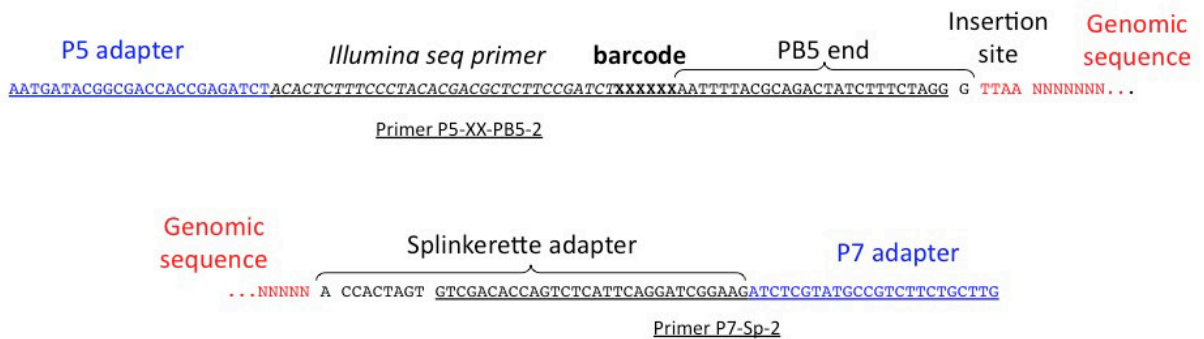 P5 adapter Illumina seq primer barcode PB5 end Insertion site Genomic sequence
AATGATACGGCGACCACCGAGATCTACACTCTTTCCCTACACGACGCTCTTCCGATCTXXXXXXAATTTTACGCAGACTATCTTTCTAGG G TTAA NNNNNNN...
Primer P5-XX-PB5-2
Genomic sequence Splinkerette adapter P7 adapter
...NNNNN A CCACTAGT GTCGACACCAGTCTCATTCAGGATCGGAAGATCTCGTATGCCGTCTTCTGCTTG
Primer P7-Sp-2